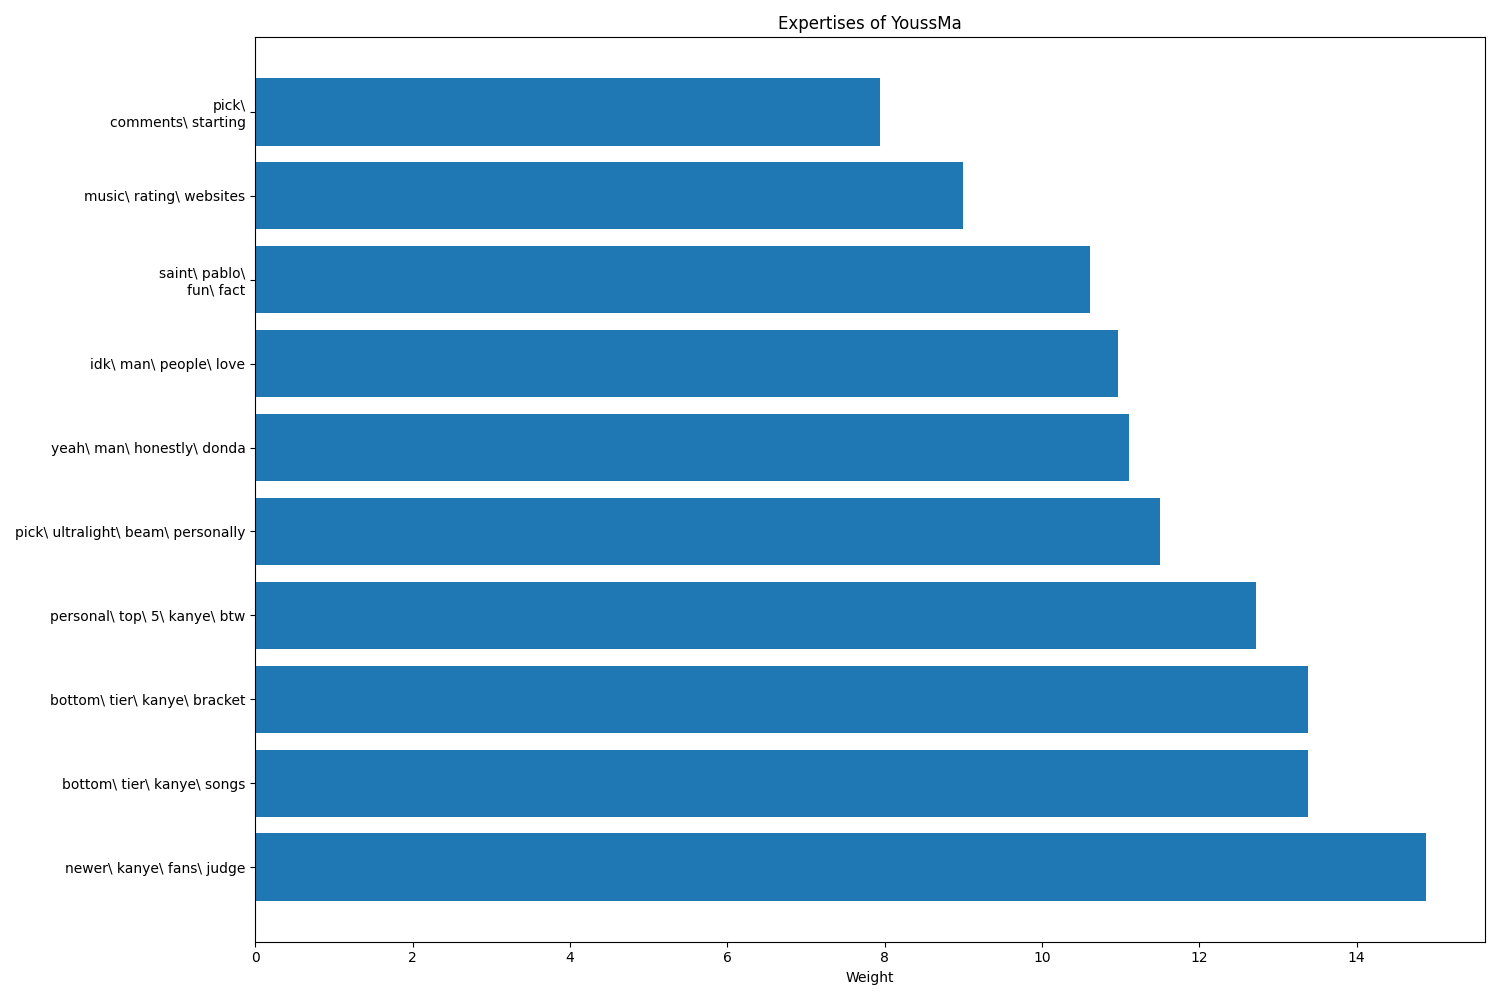 Expertises of YoussMa
pick\
comments\ starting
music\ rating\ websites
saint\ pablo\
fun\ fact
idk\ man\ people\ love
yeah\ man\ honestly\ donda
pick\ ultralight\ beam\ personally
personal\ top\ 5\ kanye\ btw
bottom\ tier\ kanye\ bracket
bottom\ tier\ kanye\ songs
newer\ kanye\ fans\ judge
0 2 4 6 8 10 12 14
Weight